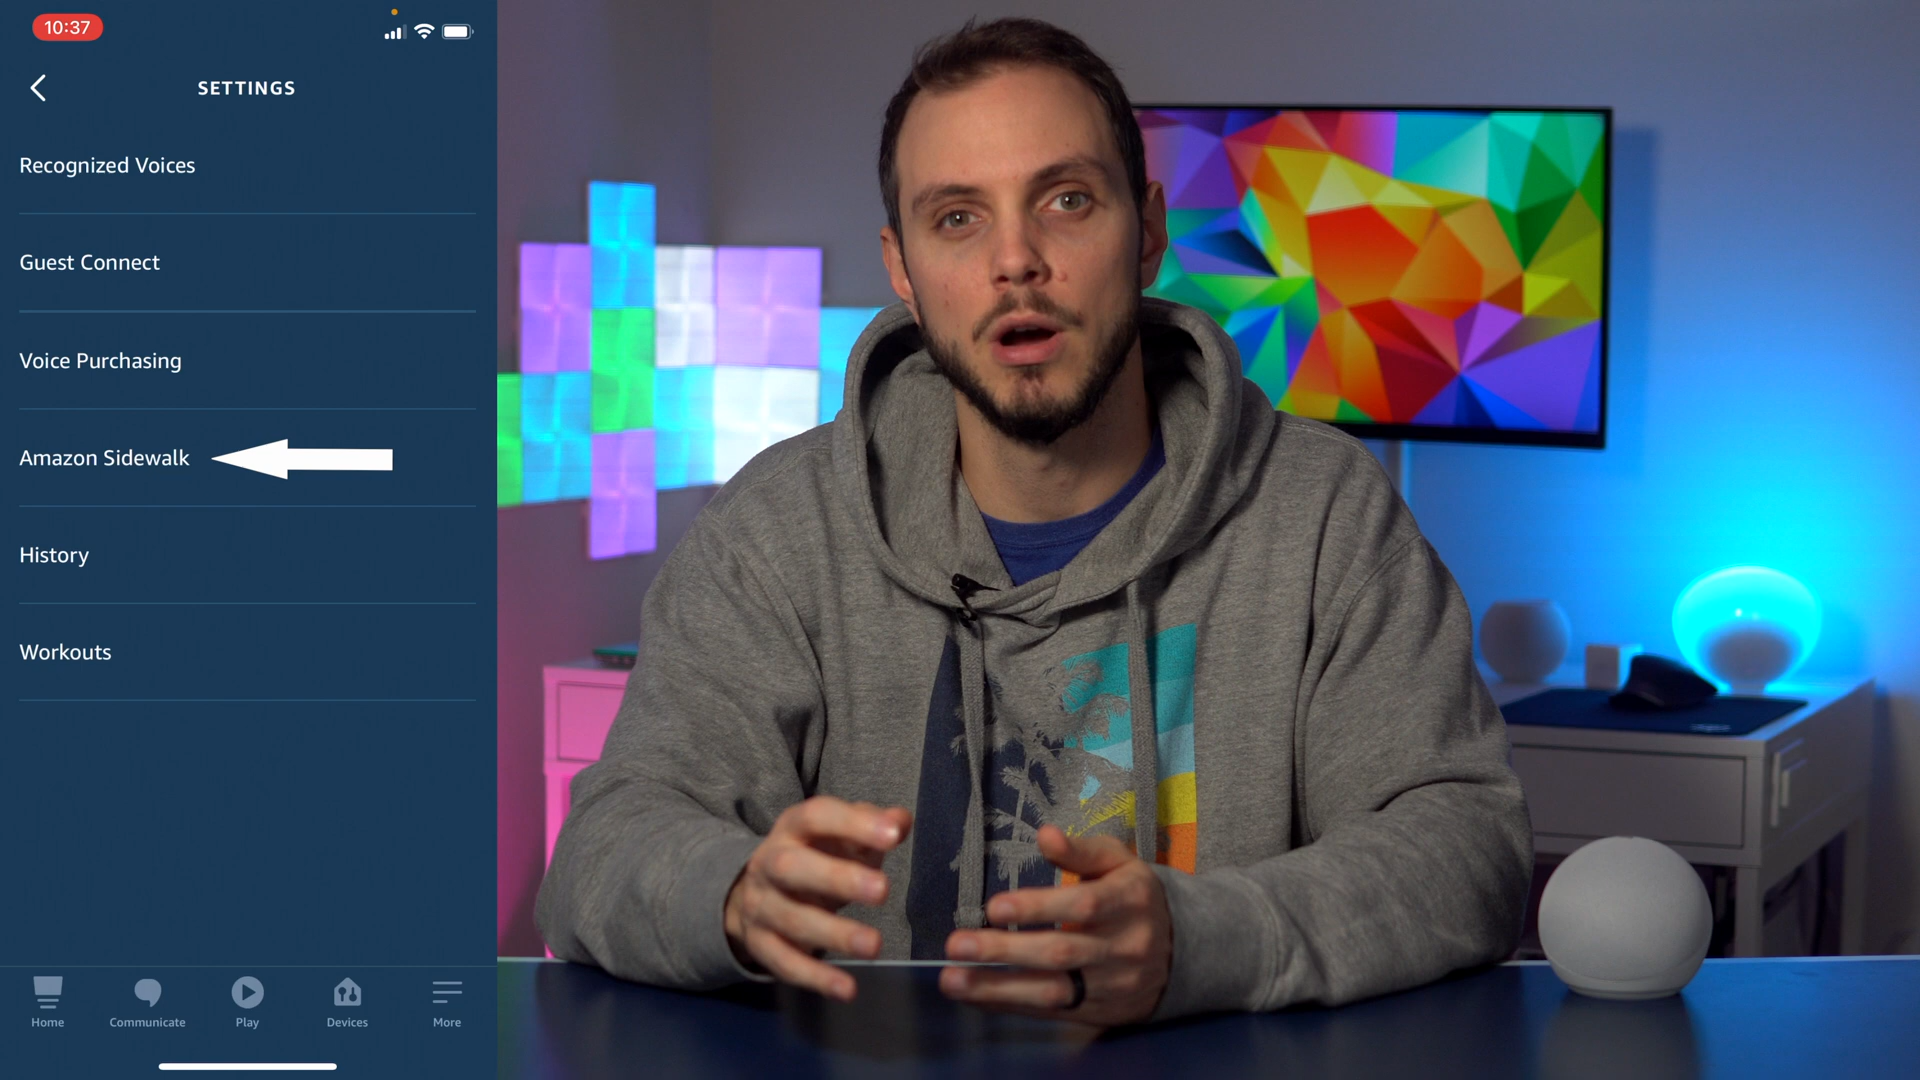 10:37
SETTINGS
Recognized Voices
Guest Connect
Voice Purchasing
Amazon Sidewalk
History
Workouts
Home
Communicate
Play
Devices
More